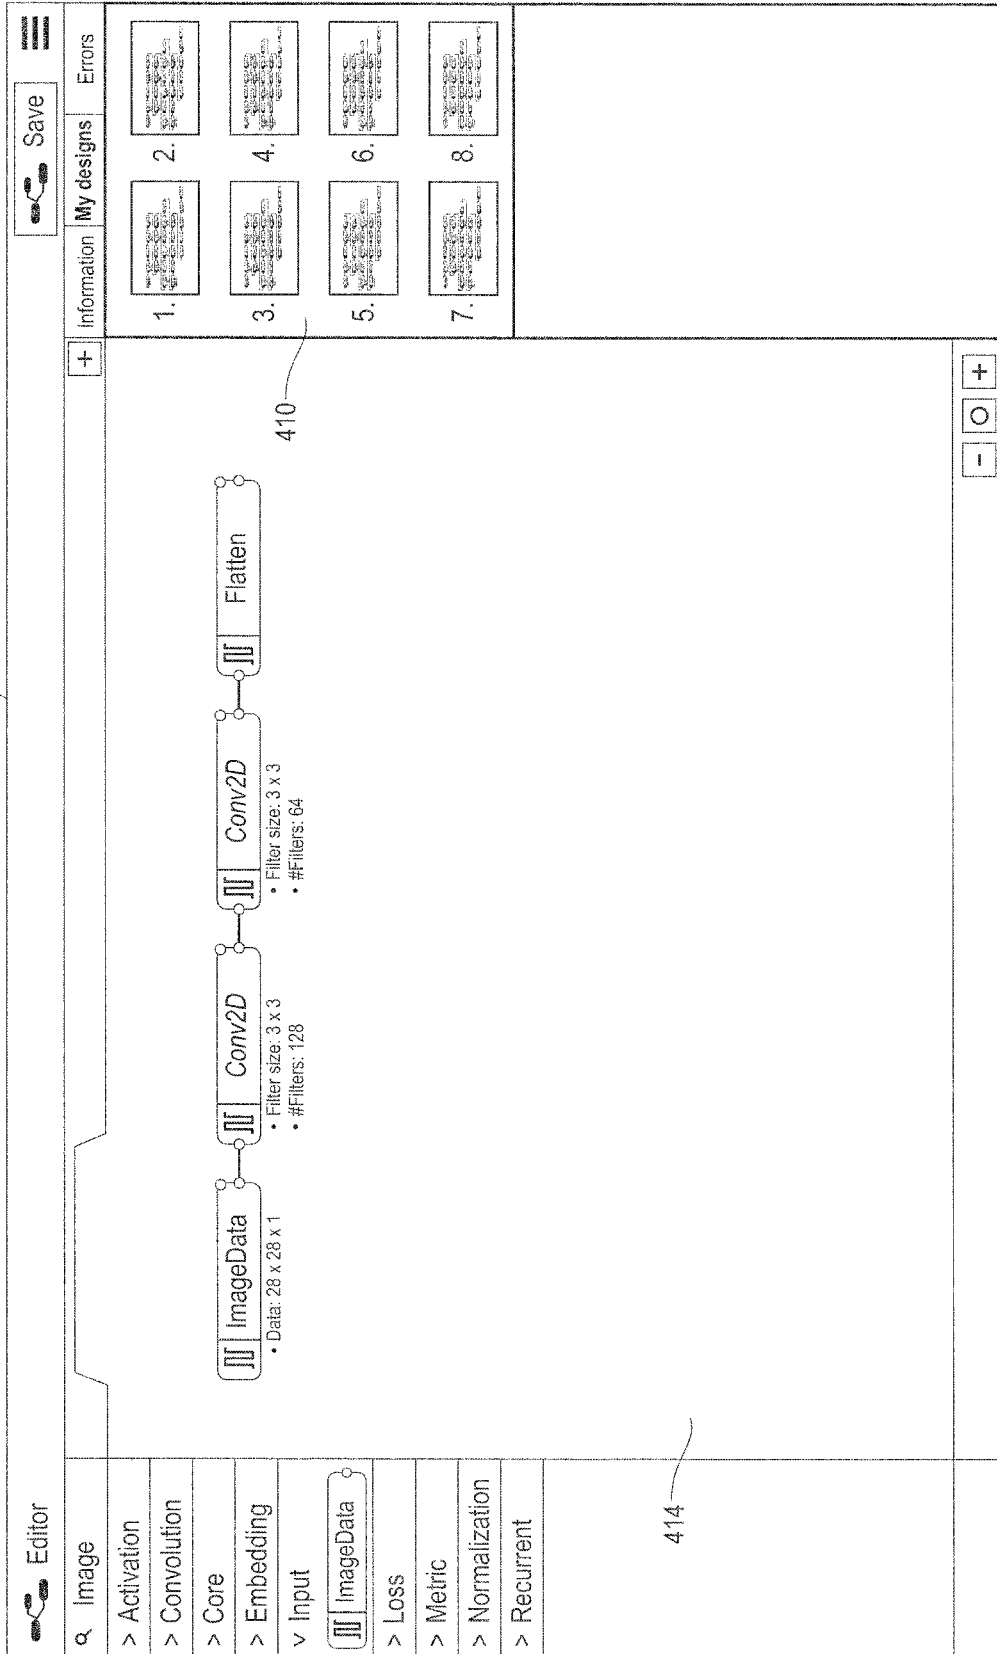 Editor
Save
Image
+
Information
My designs
Errors
> Activation
> Convolution
> Core
> Embedding
v Input
ImageData
> Loss
> Metric
> Normalization
> Recurrent
ImageData
• Data: 28 x 28 x 1
Conv2D
• Filter size: 3 x 3
• #Filters: 128
Conv2D
• Filter size: 3 x 3
• #Filters: 64
Flatten
410
414
1.
2.
3.
4.
5.
6.
7.
8.
- O +